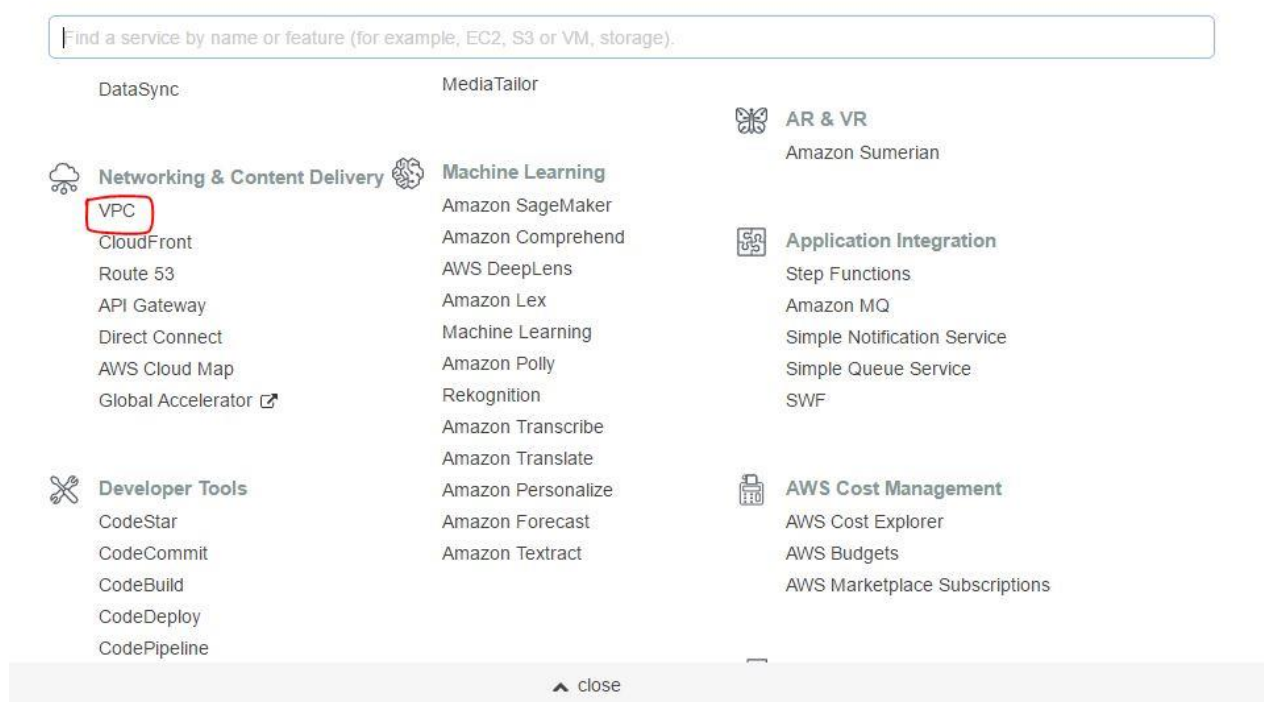 Find a service by name or feature (for example, EC2, S3 or VM, storage).
DataSync
Networking & Content Delivery
VPC
CloudFront
Route 53
API Gateway
Direct Connect
AWS Cloud Map
Global Accelerator
Developer Tools
CodeStar
CodeCommit
CodeBuild
CodeDeploy
CodePipeline
MediaTailor
Machine Learning
Amazon SageMaker
Amazon Comprehend
AWS DeepLens
Amazon Lex
Machine Learning
Amazon Polly
Rekognition
Amazon Transcribe
Amazon Translate
Amazon Personalize
Amazon Forecast
Amazon Textract
AR & VR
Amazon Sumerian
Application Integration
Step Functions
Amazon MQ
Simple Notification Service
Simple Queue Service
SWF
AWS Cost Management
AWS Cost Explorer
AWS Budgets
AWS Marketplace Subscriptions
close